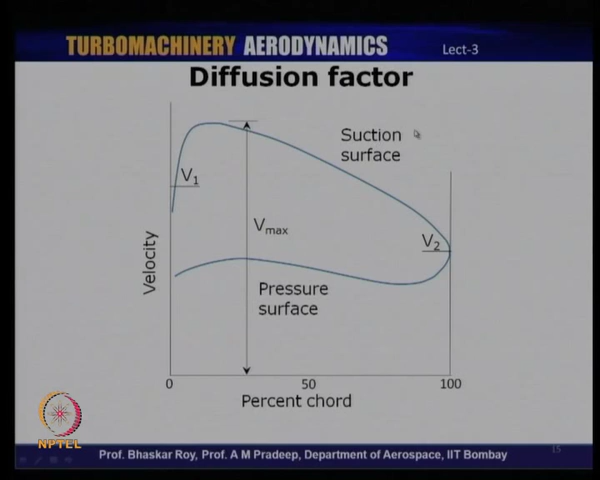 TURBOMACHINERY AERODYNAMICS Lect-3
Diffusion factor
Suction
surface
V1
Vmax
V2
Velocity
Pressure
surface
0 50 100
Percent chord
NPTEL
Prof. Bhaskar Roy, Prof. A M Pradeep, Department of Aerospace, IIT Bombay
15